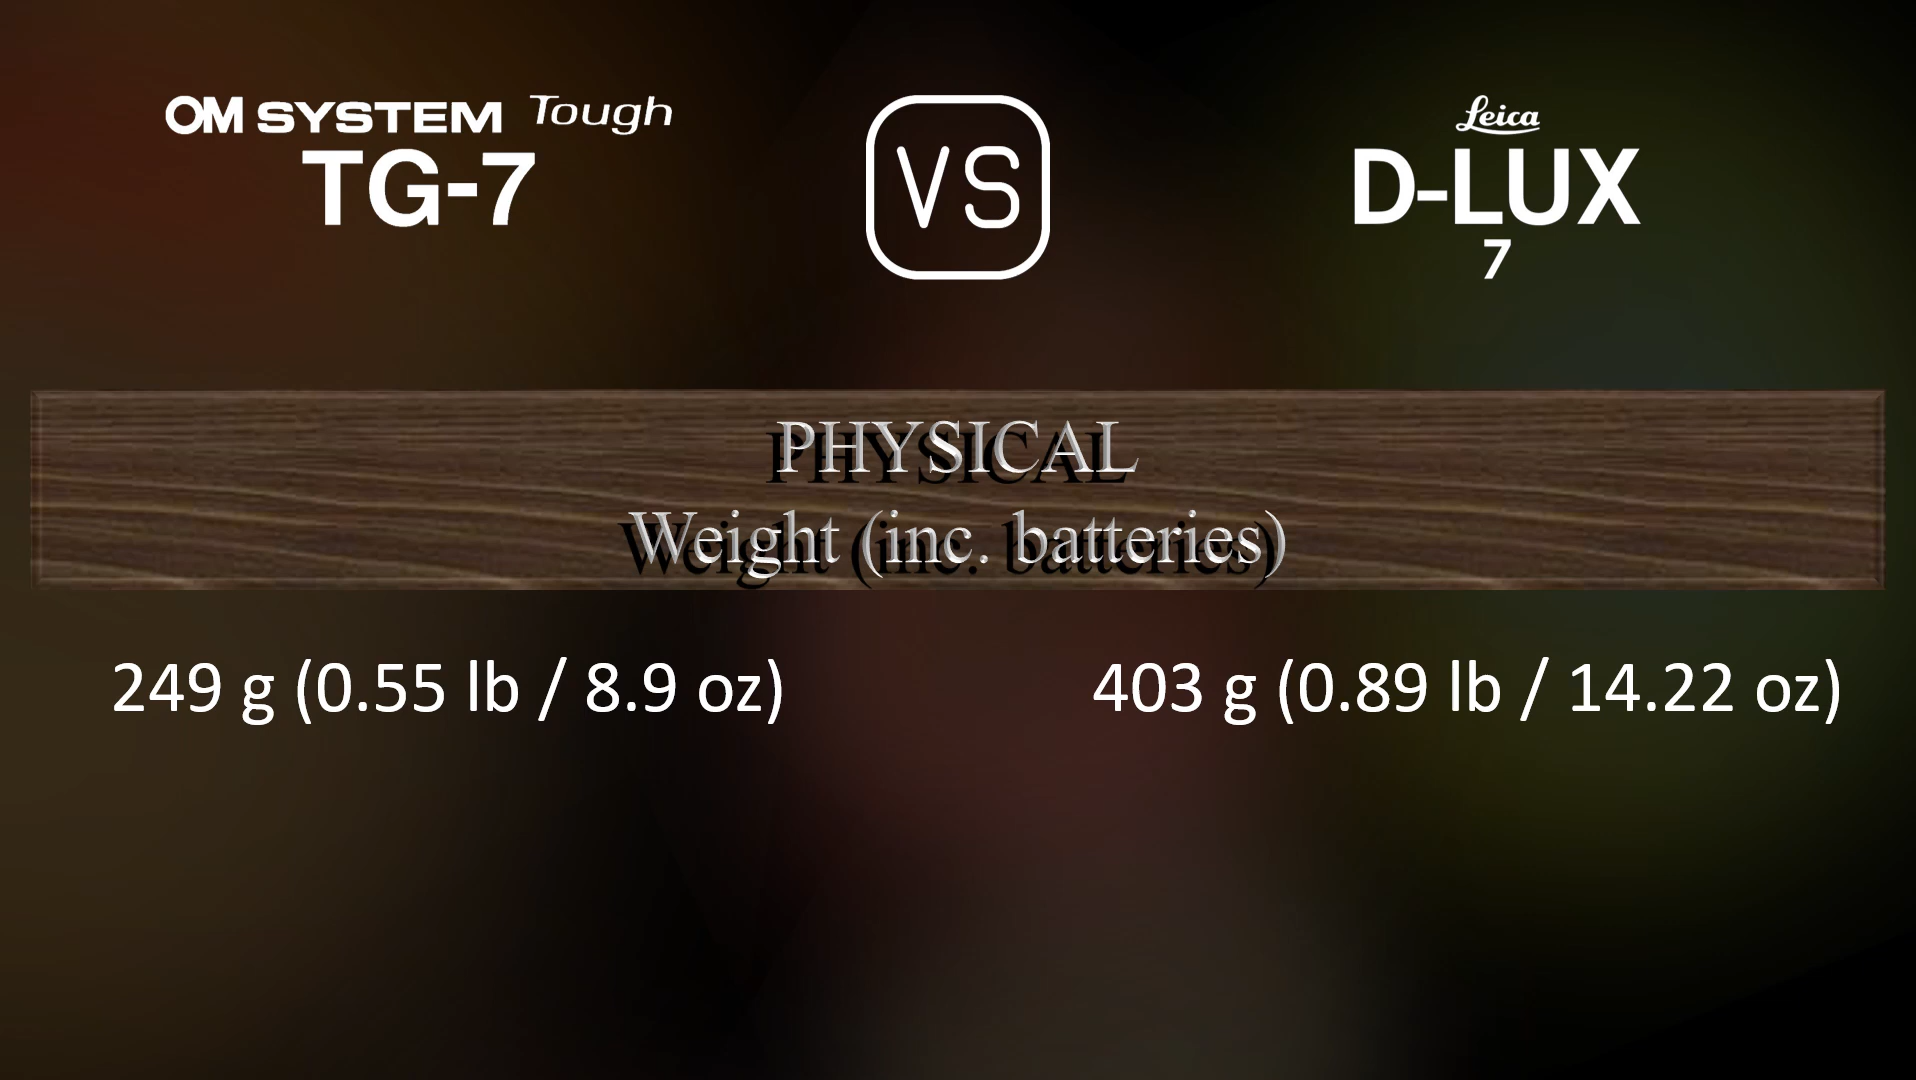 OM SYSTEM Tough
TG-7
VS
Leica
D-LUX
7
PHYSICAL
Weight (inc. batteries)
249 g (0.55 lb / 8.9 oz)
403 g (0.89 lb / 14.22 oz)